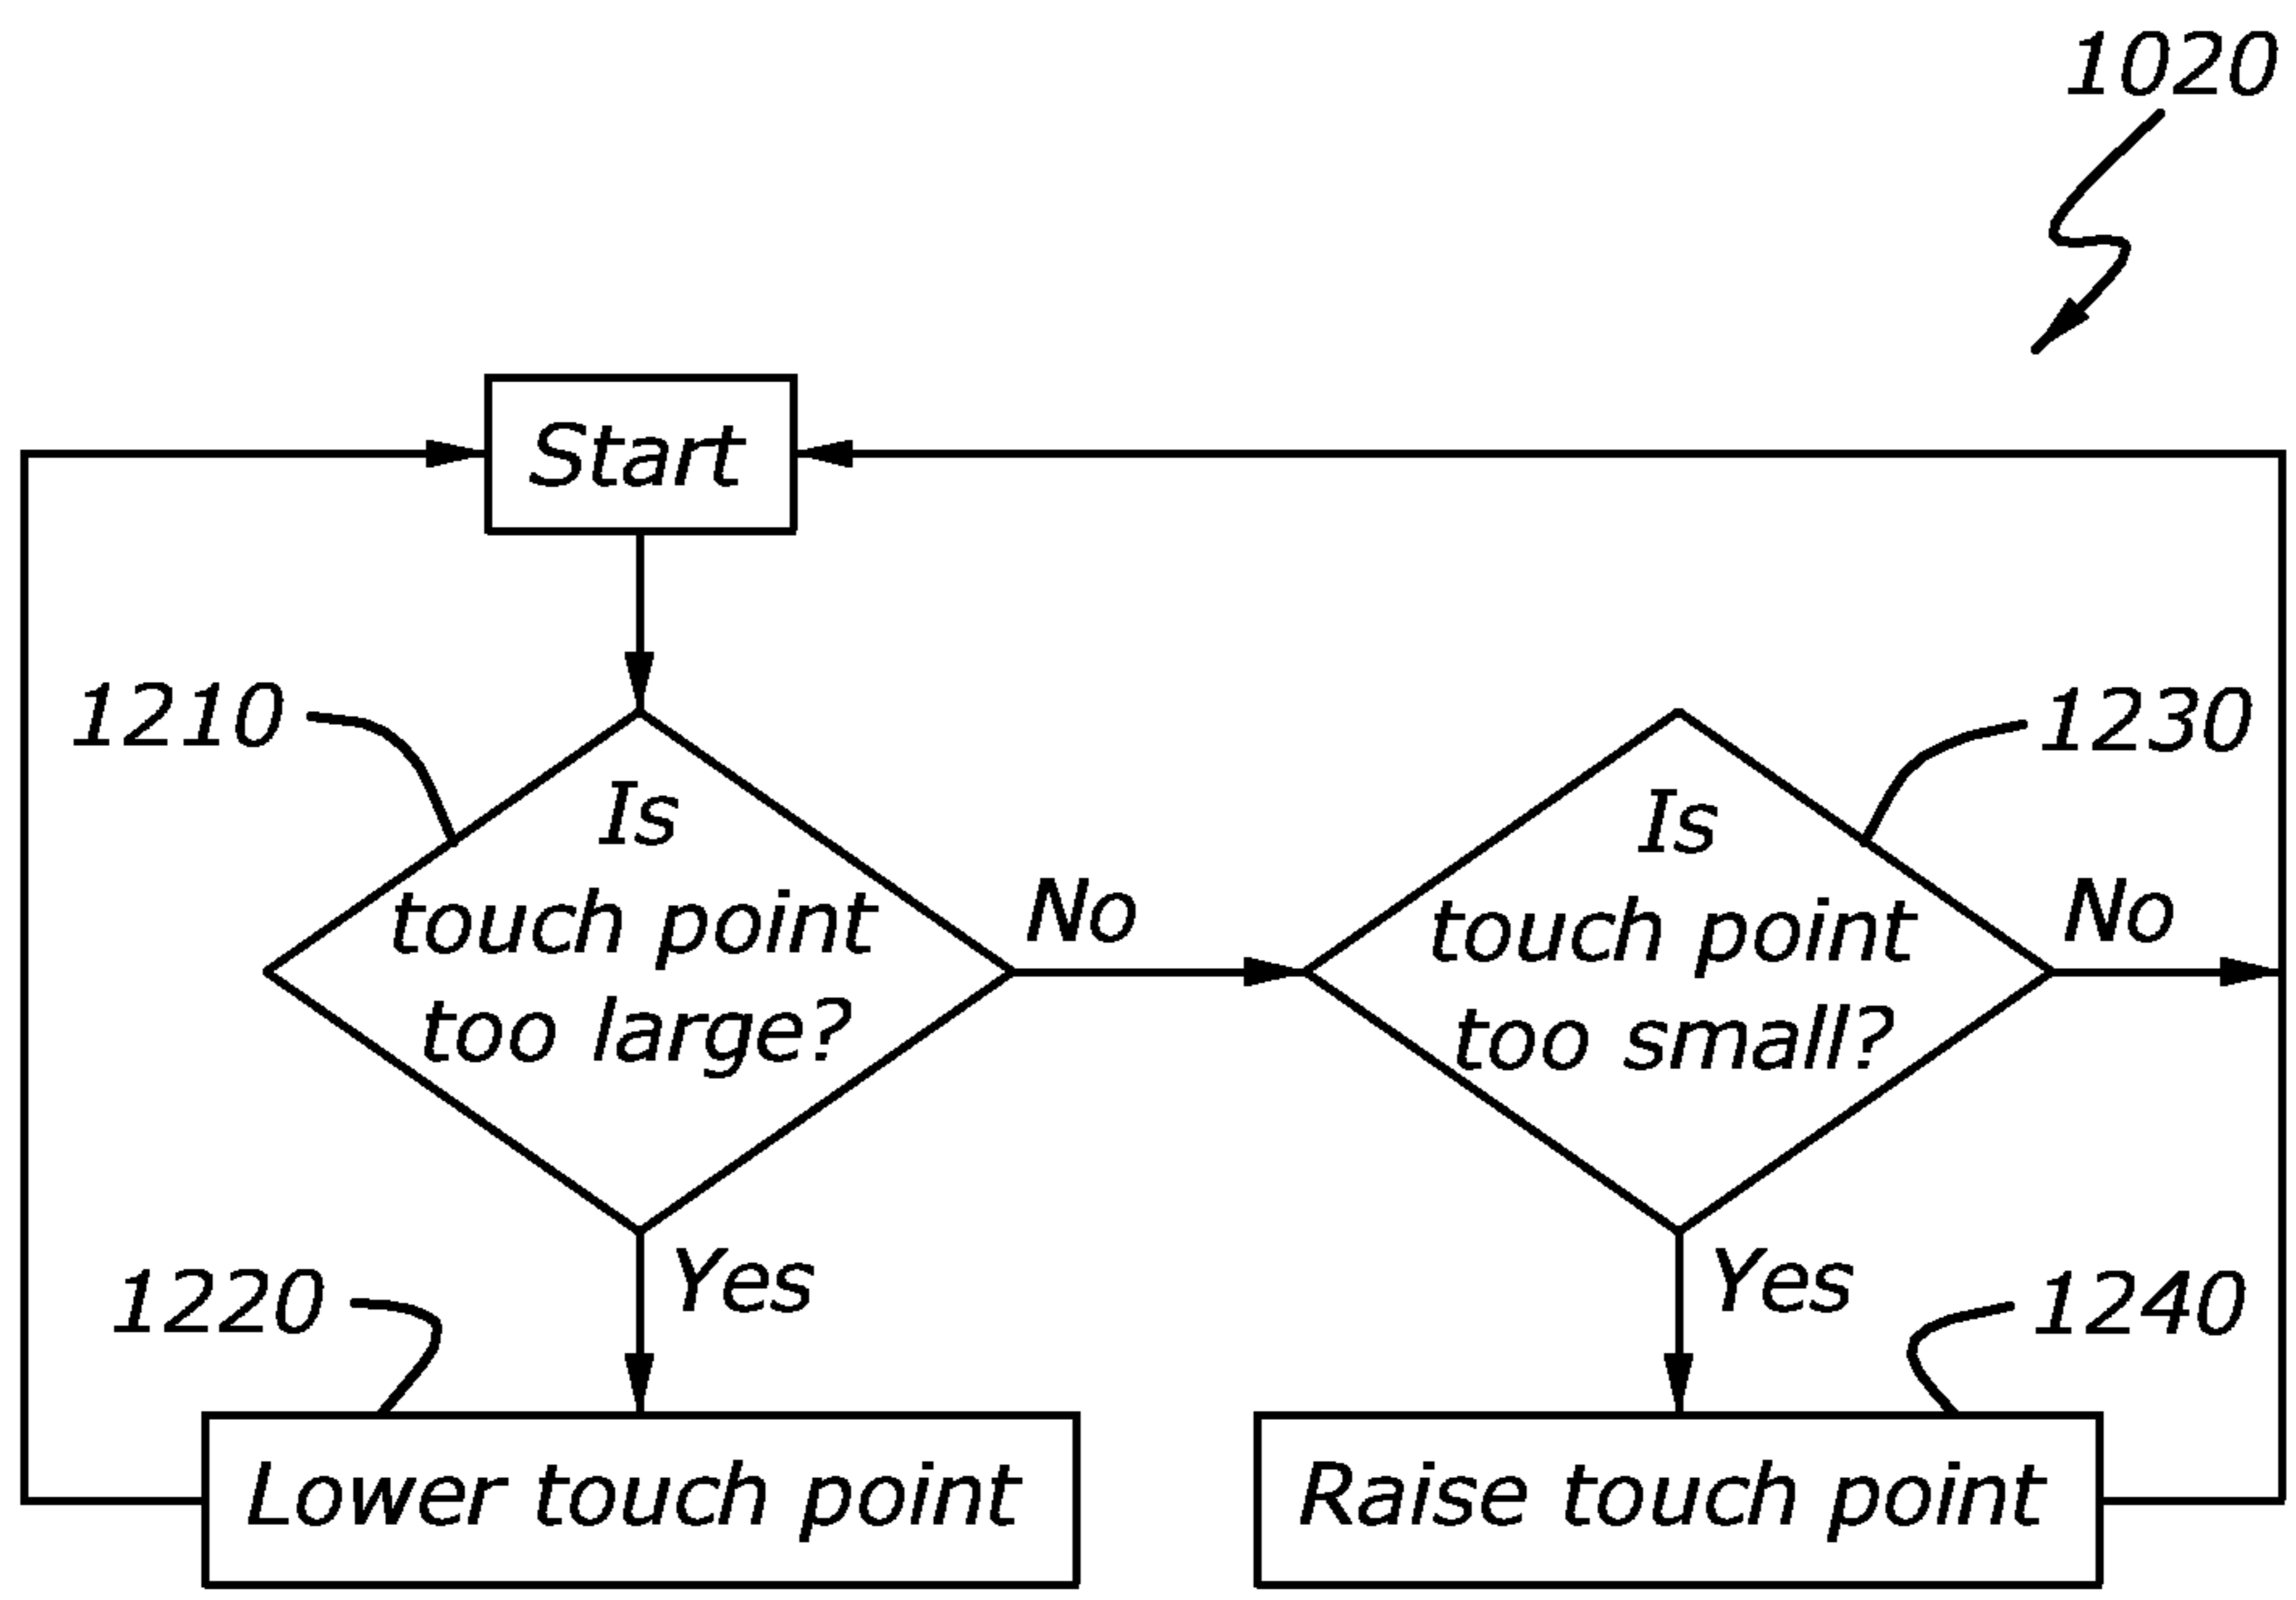 1020
Start
1210
Is
touch point
too large?
No
1230
Is
touch point
too small?
No
Yes
1220
Lower touch point
Yes
1240
Raise touch point